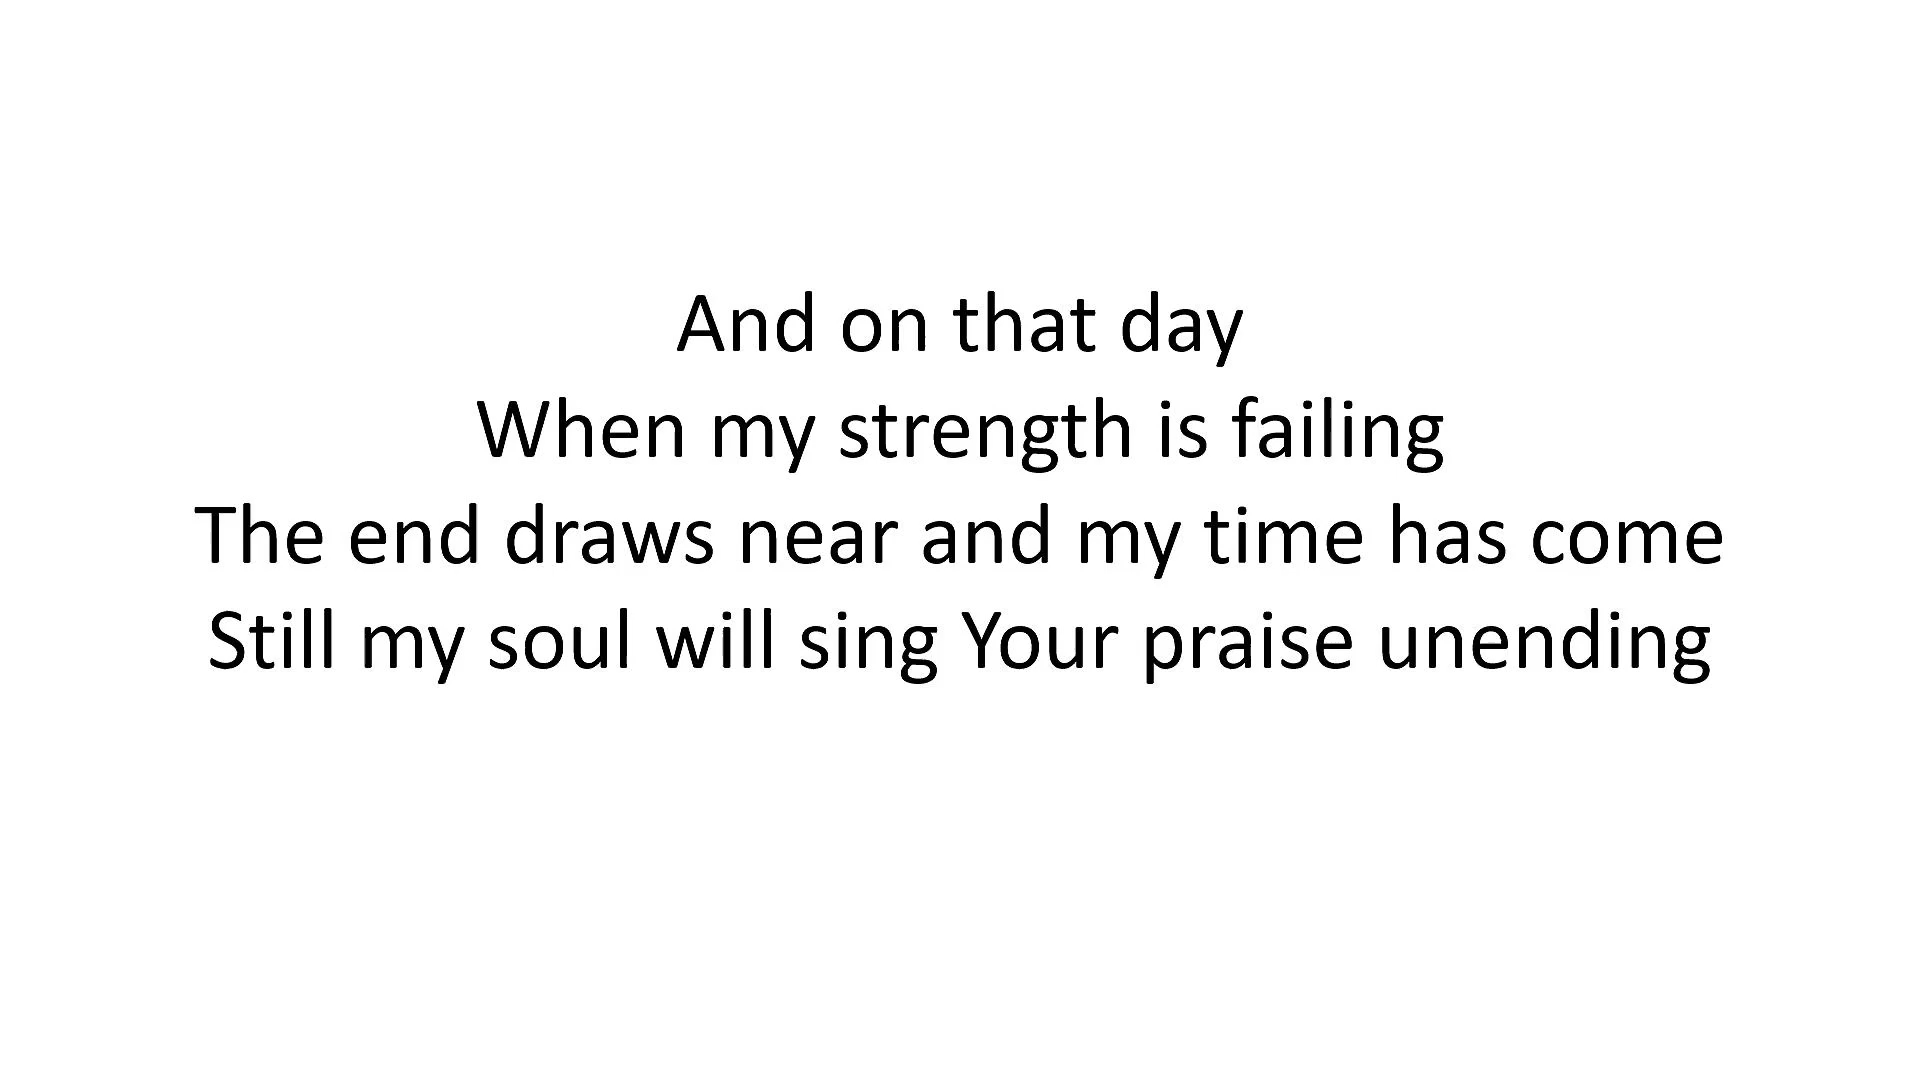 And on that day
When my strength is failing
The end draws near and my time has come
Still my soul will sing Your praise unending